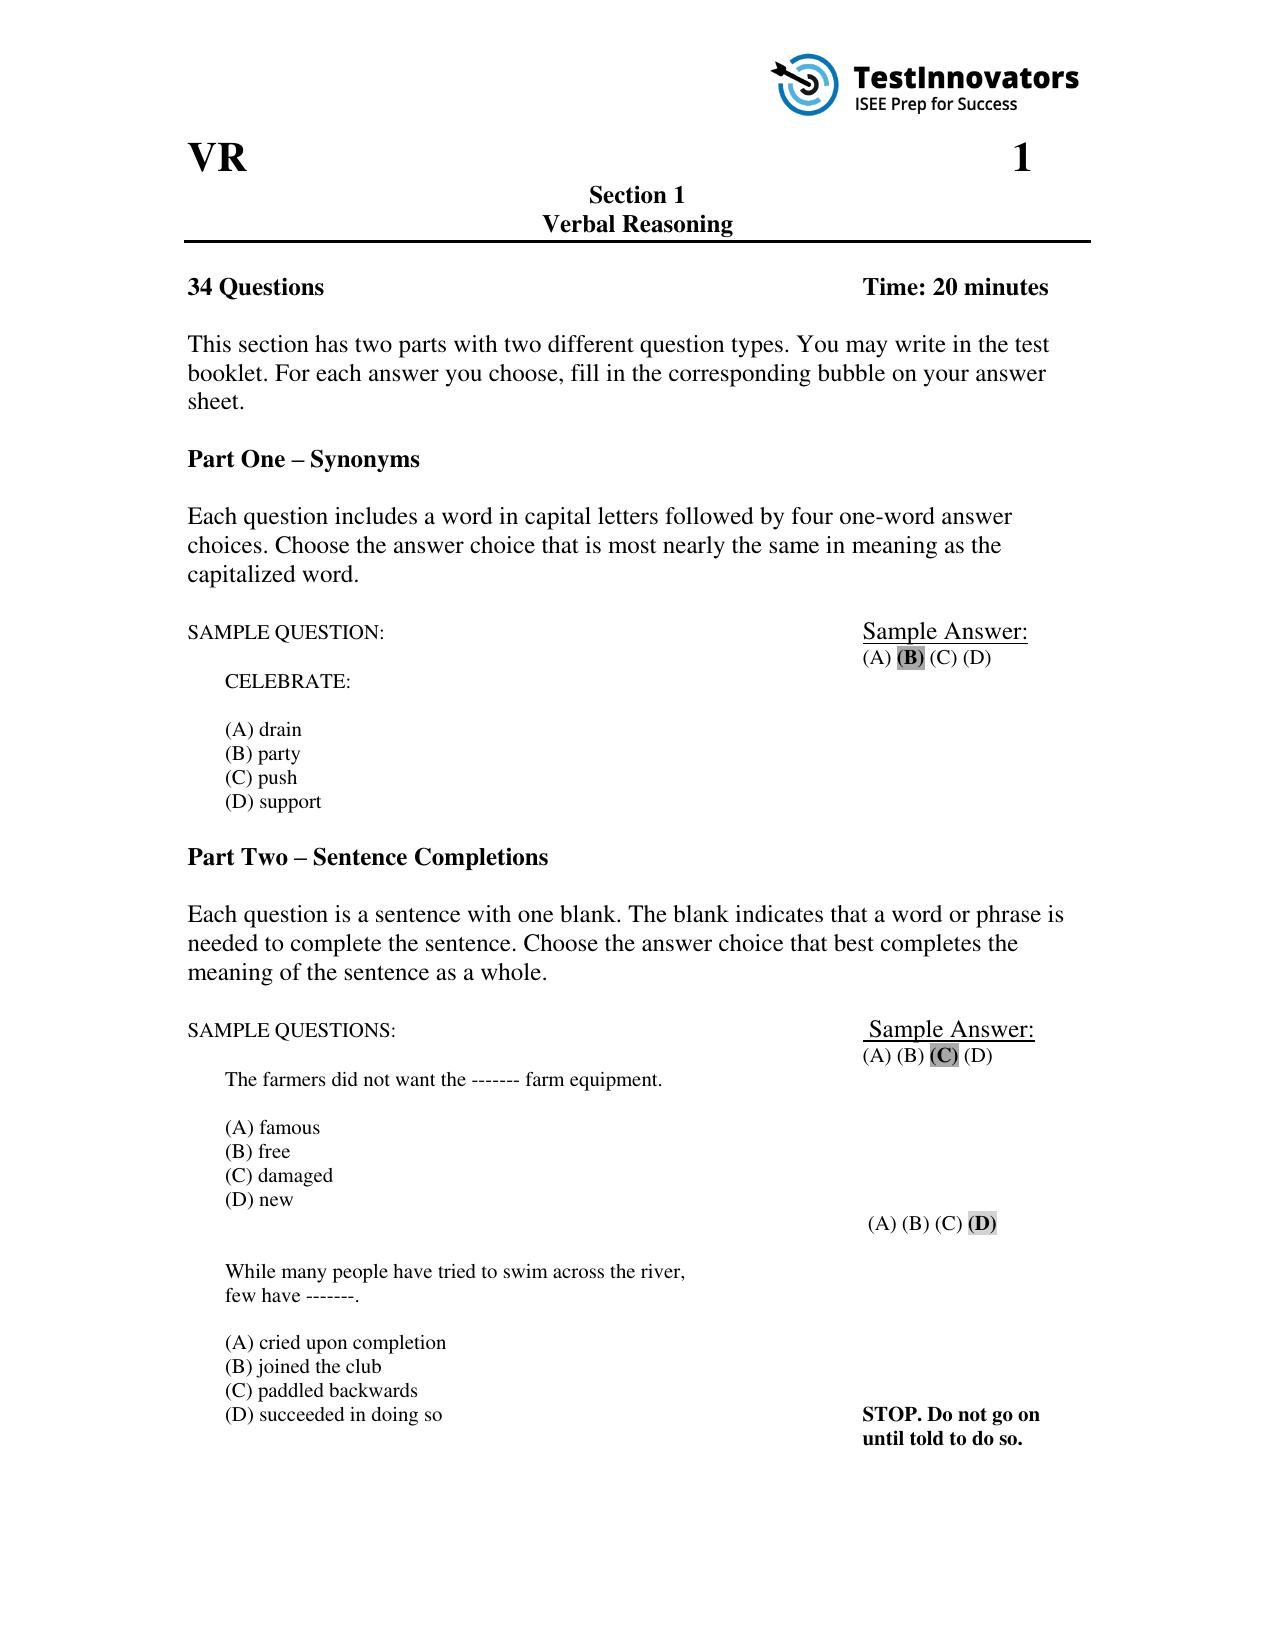 TestInnovators
ISEE Prep for Success
VR 1
Section 1
Verbal Reasoning
34 Questions Time: 20 minutes
This section has two parts with two different question types. You may write in the test
booklet. For each answer you choose, fill in the corresponding bubble on your answer
sheet.
Part One – Synonyms
Each question includes a word in capital letters followed by four one-word answer
choices. Choose the answer choice that is most nearly the same in meaning as the
capitalized word.
SAMPLE QUESTION: Sample Answer:
(A) (B) (C) (D)
CELEBRATE:
(A) drain
(B) party
(C) push
(D) support
Part Two – Sentence Completions
Each question is a sentence with one blank. The blank indicates that a word or phrase is
needed to complete the sentence. Choose the answer choice that best completes the
meaning of the sentence as a whole.
SAMPLE QUESTIONS: Sample Answer:
(A) (B) (C) (D)
The farmers did not want the ------- farm equipment.
(A) famous
(B) free
(C) damaged
(D) new
(A) (B) (C) (D)
While many people have tried to swim across the river,
few have -------.
(A) cried upon completion
(B) joined the club
(C) paddled backwards
(D) succeeded in doing so STOP. Do not go on
until told to do so.